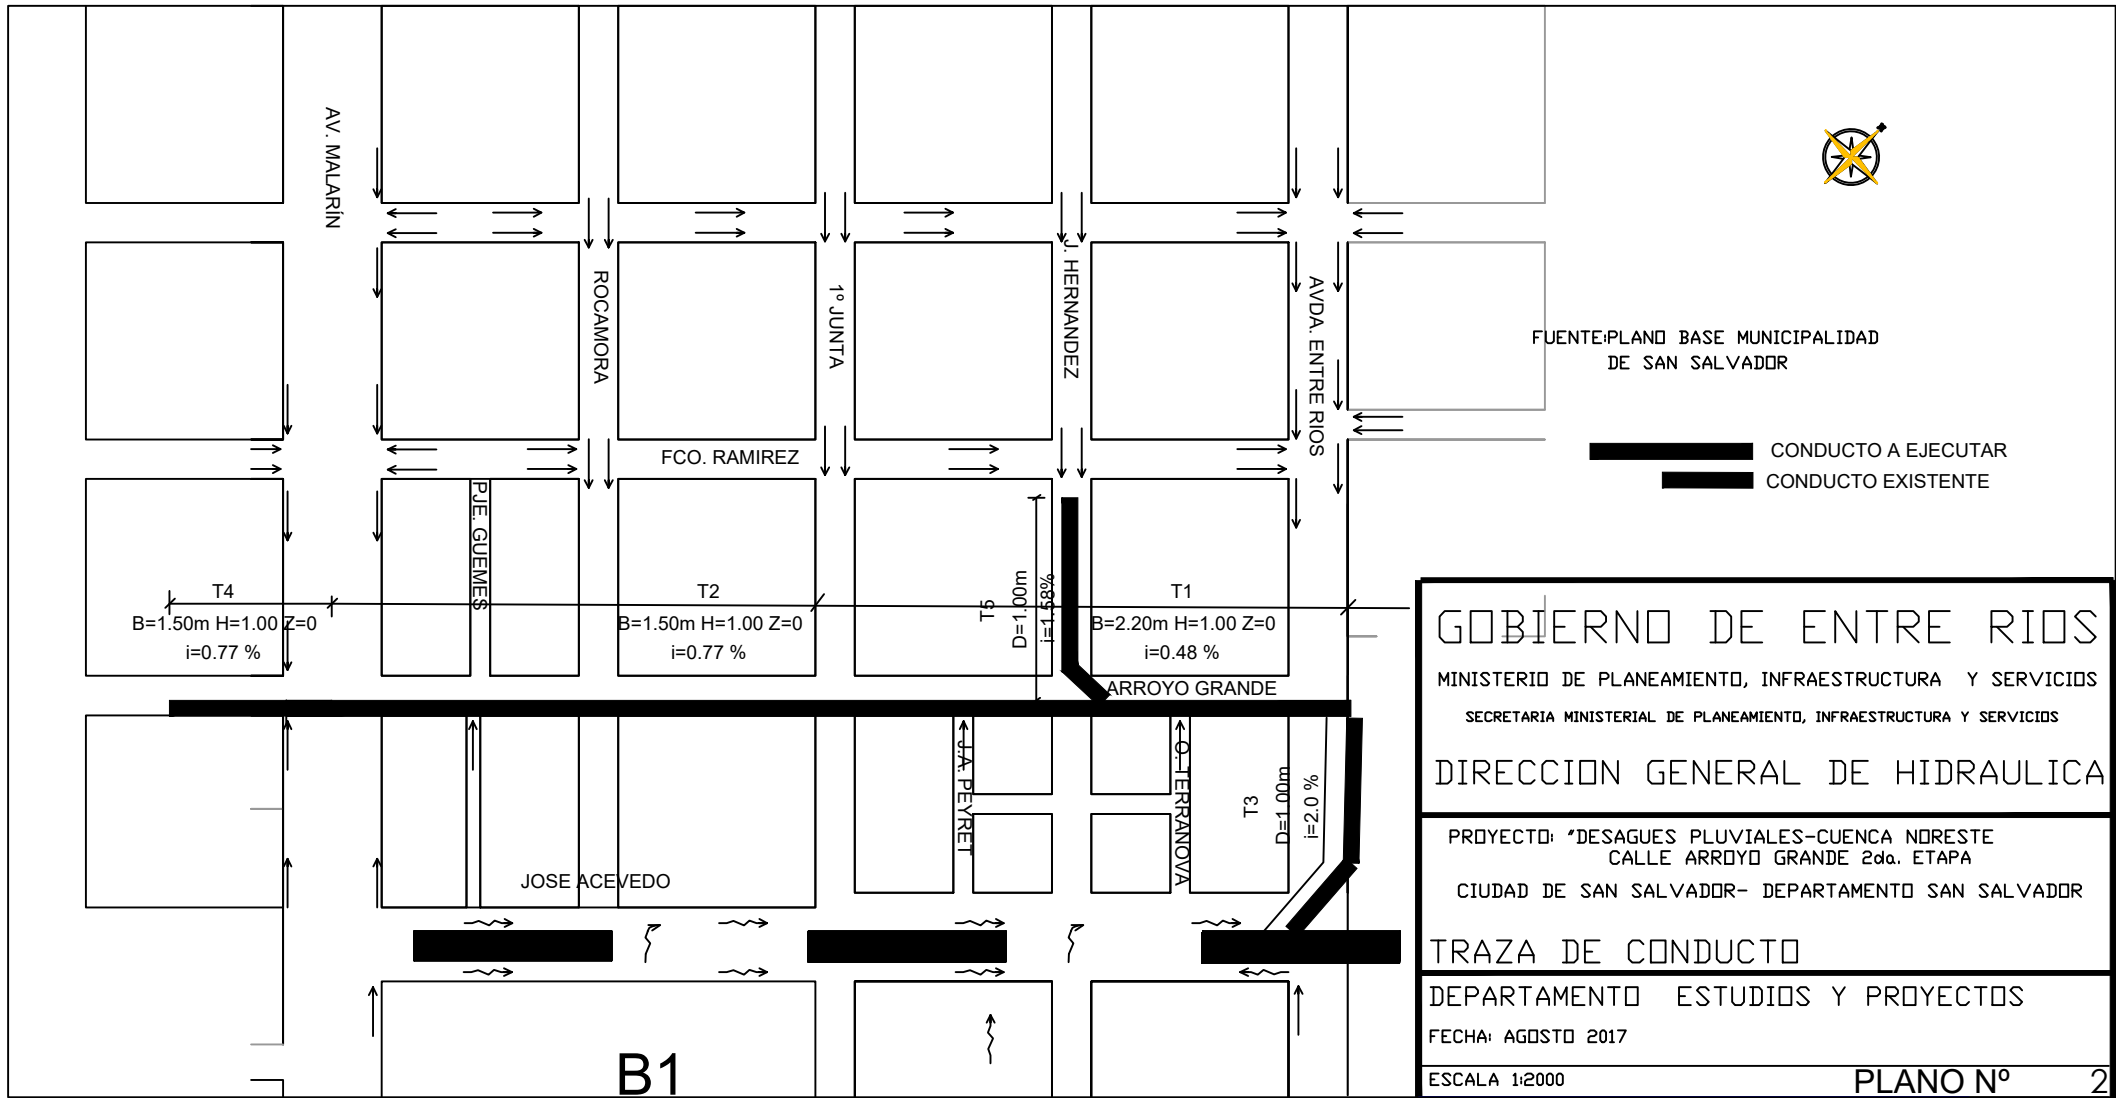 AV. MALARÍN
ROCAMORA
1º JUNTA
J. HERNANDEZ
AVDA. ENTRE RIOS
FUENTE:PLANO BASE MUNICIPALIDAD
DE SAN SALVADOR
CONDUCTO A EJECUTAR
CONDUCTO EXISTENTE
FCO. RAMIREZ
PJE. GUEMES
T4
B=1.50m H=1.00 Z=0
i=0.77 %
T2
B=1.50m H=1.00 Z=0
i=0.77 %
T5
D=1.00m
i=1.58%
T1
B=2.20m H=1.00 Z=0
i=0.48 %
ARROYO GRANDE
J.A. PEYRET
O. TERRANOVA
T3
D=1.00m
i=2.0 %
JOSE ACEVEDO
B1
GOBIERNO DE ENTRE RIOS
MINISTERIO DE PLANEAMIENTO, INFRAESTRUCTURA Y SERVICIOS
SECRETARIA MINISTERIAL DE PLANEAMIENTO, INFRAESTRUCTURA Y SERVICIOS
DIRECCION GENERAL DE HIDRAULICA
PROYECTO: "DESAGUES PLUVIALES-CUENCA NORESTE
CALLE ARROYO GRANDE 2da. ETAPA
CIUDAD DE SAN SALVADOR- DEPARTAMENTO SAN SALVADOR
TRAZA DE CONDUCTO
DEPARTAMENTO ESTUDIOS Y PROYECTOS
FECHA: AGOSTO 2017
ESCALA 1:2000
PLANO Nº 2